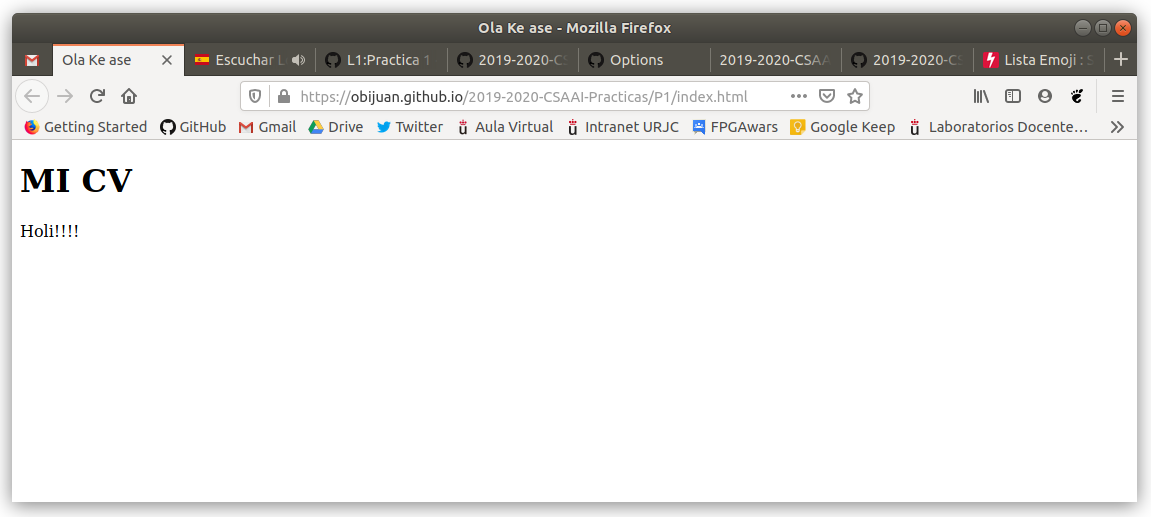 Ola Ke ase - Mozilla Firefox
Ola Ke ase Escuchar L1:Practica 1 2019-2020-CS Options 2019-2020-CSAA 2019-2020-CS Lista Emoji :
https://obijuan.github.io/2019-2020-CSAAI-Practicas/P1/index.html
Getting Started GitHub Gmail Drive Twitter Aula Virtual Intranet URJC FPGAwars Google Keep Laboratorios Docente…
MI CV
Holi!!!!